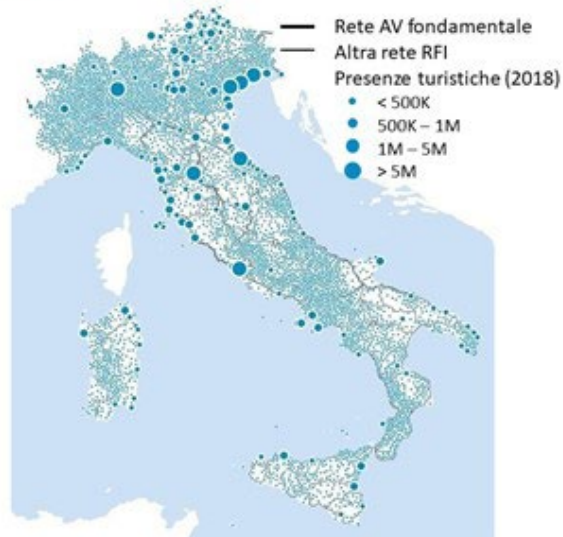 Rete AV fondamentale
Altra rete RFI
Presenze turistiche (2018)
< 500K
500K – 1M
1M – 5M
> 5M